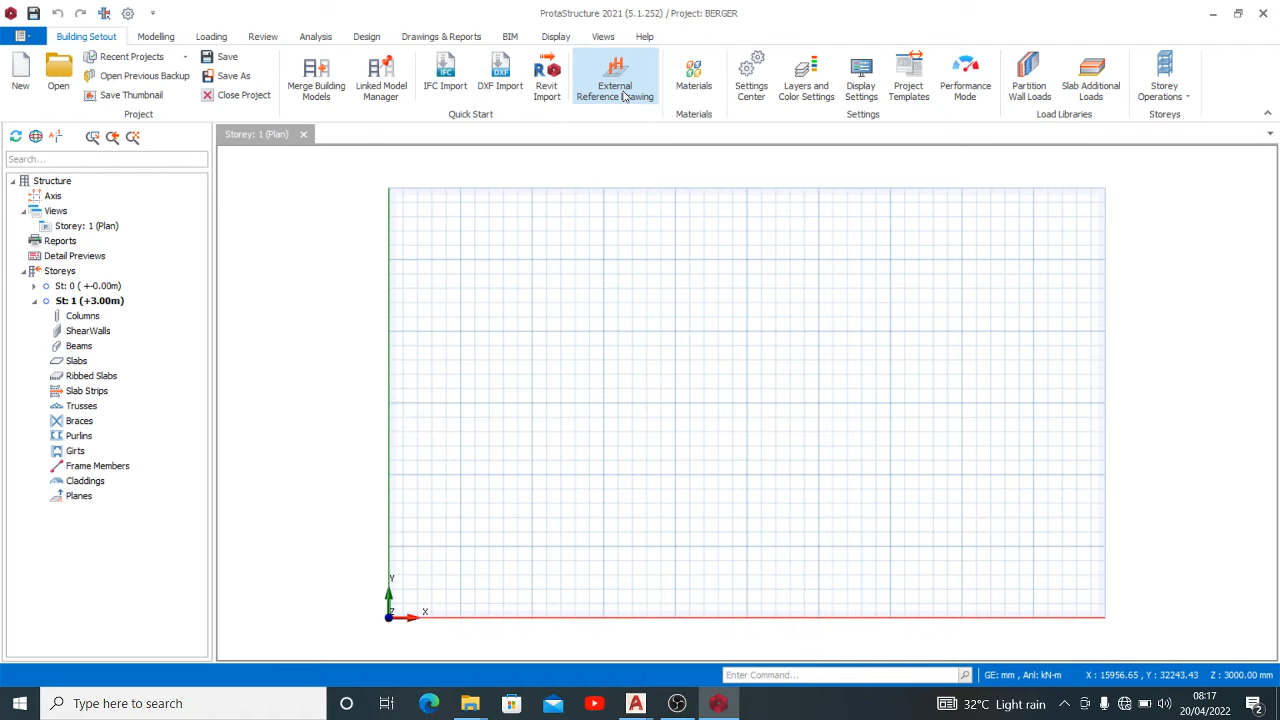 ProtaStructure 2021 (5.1.252) / Project: BERGER
Building Setout
Modelling
Loading
Review
Analysis
Design
Drawings & Reports
BIM
Display
Views
Help
New
Open
Recent Projects
Open Previous Backup
Save Thumbnail
Save
Save As
Close Project
Project
Merge Building
Models
Linked Model
Manager
IFC
IFC Import
DXF
DXF Import
Revit
Import
External
Reference Drawing
Quick Start
Materials
Materials
Settings
Center
Layers and
Color Settings
Display
Settings
Project
Templates
Performance
Mode
Settings
Partition
Wall Loads
Slab Additional
Loads
Load Libraries
Storey
Operations
Storeys
Search...
Structure
Axis
Views
Storey: 1 (Plan)
Reports
Detail Previews
Storeys
St: 0 ( +-0.00m)
St: 1 (+3.00m)
Columns
ShearWalls
Beams
Slabs
Ribbed Slabs
Slab Strips
Trusses
Braces
Purlins
Girts
Frame Members
Claddings
Planes
Storey: 1 (Plan)
Y
Z
X
Enter Command...
GE: mm , Anl: kN-m
X : 15956.65 , Y : 32243.43
Z : 3000.00 mm
Type here to search
32°C Light rain
08:17
20/04/2022
2